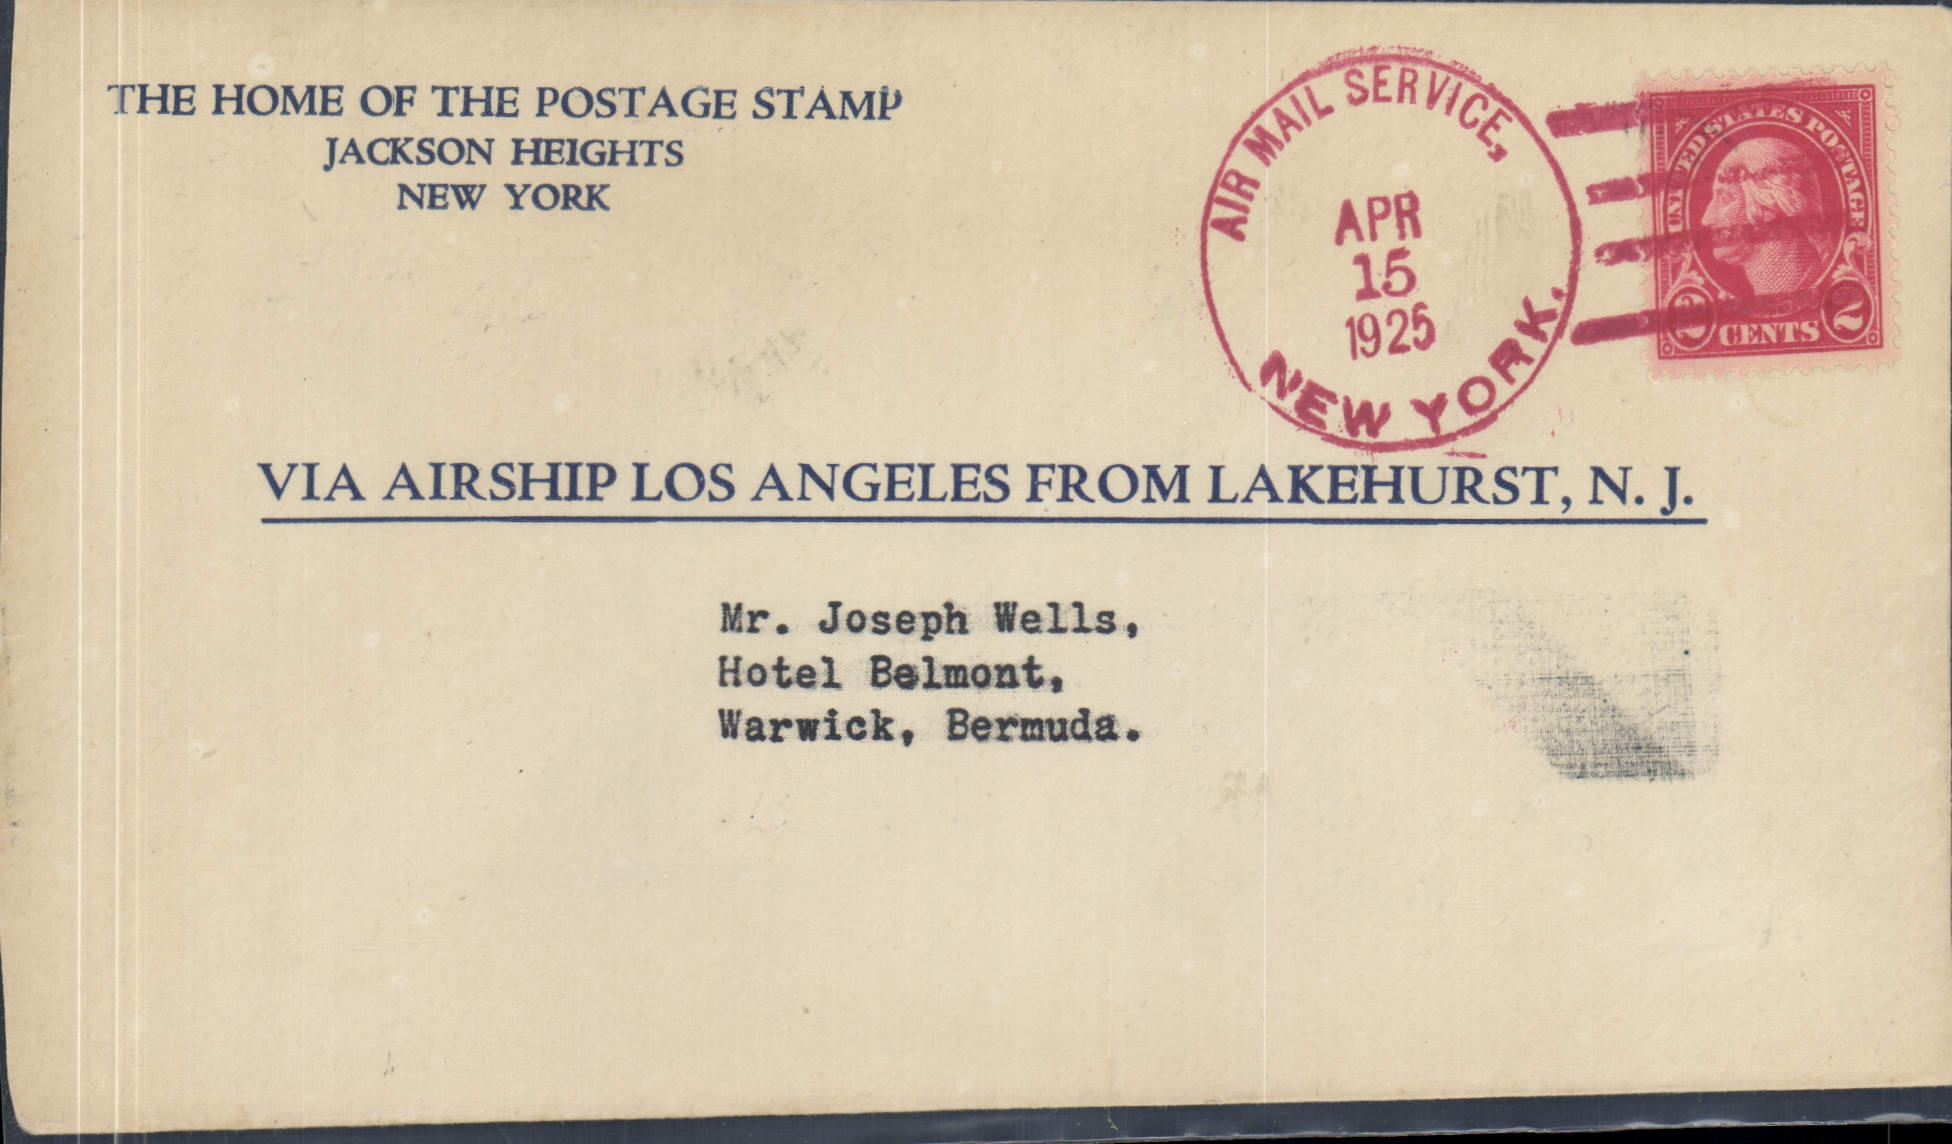 THE HOME OF THE POSTAGE STAMP
JACKSON HEIGHTS
NEW YORK
AIR MAIL SERVICE,
APR
15
1925
NEW YORK.
UNITED STATES POSTAGE
2 CENTS 2
VIA AIRSHIP LOS ANGELES FROM LAKEHURST, N. J.
Mr. Joseph Wells,
Hotel Belmont,
Warwick, Bermuda.